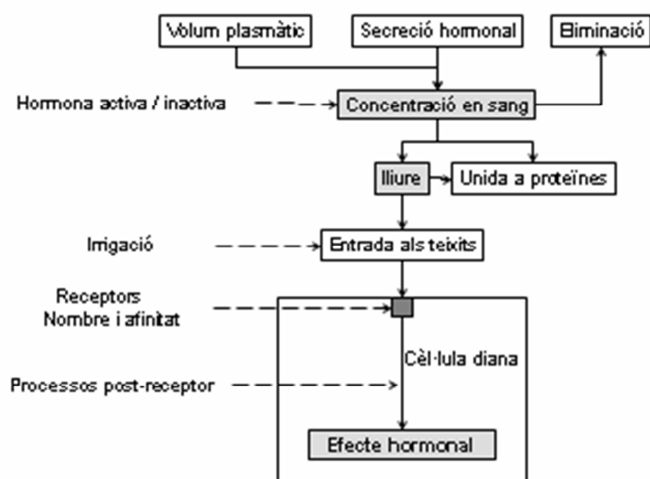 Volum plasmàtic
Secreció hormonal
Eliminació
Hormona activa / inactiva
Concentració en sang
lliure
Unida a proteïnes
Irrigació
Entrada als teixits
Receptors
Nombre i afinitat
Cèl·lula diana
Processos post-receptor
Efecte hormonal